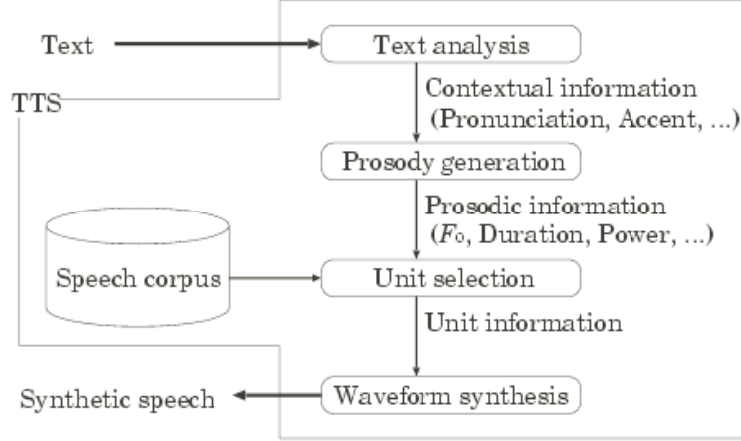 Text
Text analysis
TTS
Contextual information
(Pronunciation, Accent, ...)
Prosody generation
Prosodic information
(F0, Duration, Power, ...)
Speech corpus
Unit selection
Unit information
Synthetic speech
Waveform synthesis